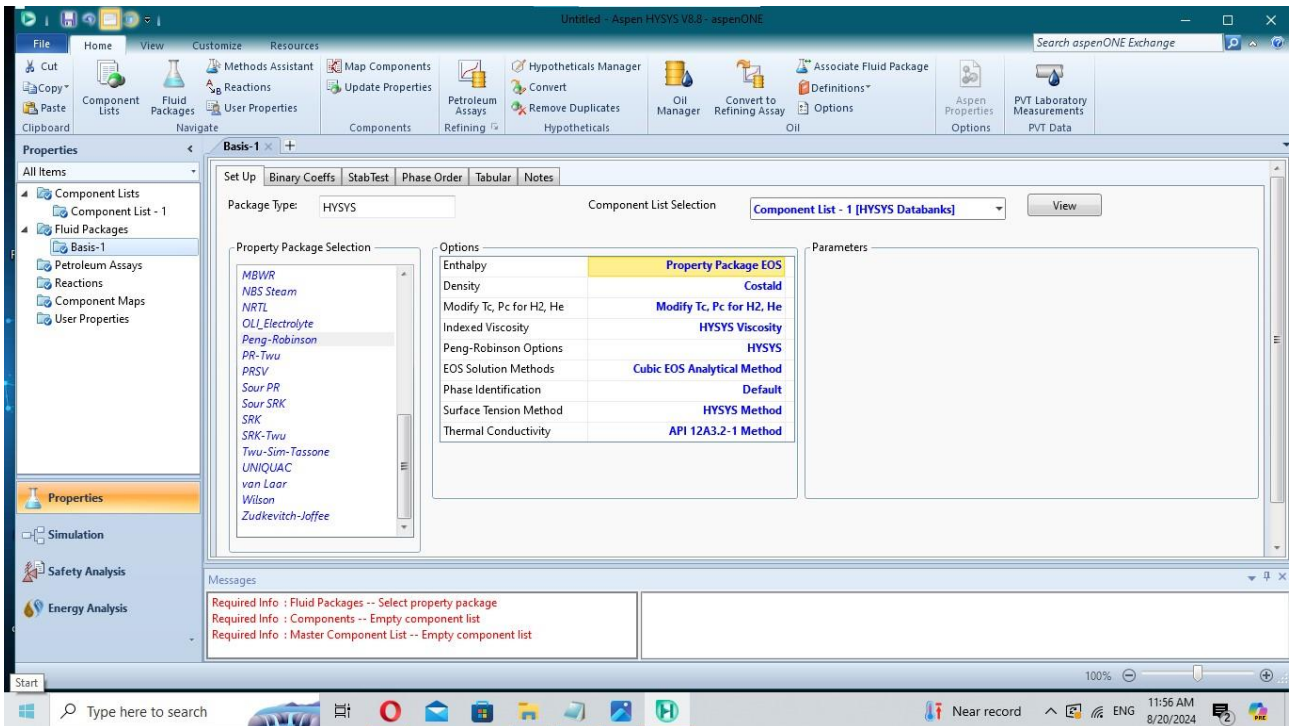 Untitled - Aspen HYSYS V8.8 - aspenONE
File Home View Customize Resources Search aspenONE Exchange
Cut
Copy
Paste
Clipboard
Component Lists
Fluid Packages
Navigate
Methods Assistant
Reactions
User Properties
Map Components
Update Properties
Components
Petroleum Assays
Refining
Hypotheticals Manager
Convert
Remove Duplicates
Hypotheticals
Oil Manager
Convert to Refining Assay
Associate Fluid Package
Definitions
Options
Oil
Aspen Properties
Options
PVT Laboratory Measurements
PVT Data
Properties <
All Items
Component Lists
Component List - 1
Fluid Packages
Basis-1
Petroleum Assays
Reactions
Component Maps
User Properties
Properties
Simulation
Safety Analysis
Energy Analysis
Basis-1 +
Set Up Binary Coeffs StabTest Phase Order Tabular Notes
Package Type: HYSYS Component List Selection Component List - 1 [HYSYS Databanks] View
Property Package Selection
MBWR
NBS Steam
NRTL
OLI_Electrolyte
Peng-Robinson
PR-Twu
PRSV
Sour PR
Sour SRK
SRK
SRK-Twu
Twu-Sim-Tassone
UNIQUAC
van Laar
Wilson
Zudkevitch-Joffee
Options
Enthalpy Property Package EOS
Density Costald
Modify Tc, Pc for H2, He Modify Tc, Pc for H2, He
Indexed Viscosity HYSYS Viscosity
Peng-Robinson Options HYSYS
EOS Solution Methods Cubic EOS Analytical Method
Phase Identification Default
Surface Tension Method HYSYS Method
Thermal Conductivity API 12A3.2-1 Method
Parameters
Messages
Required Info : Fluid Packages -- Select property package
Required Info : Components -- Empty component list
Required Info : Master Component List -- Empty component list
100%
Start
Type here to search
Near record ENG 11:56 AM
8/20/2024
2
PRE